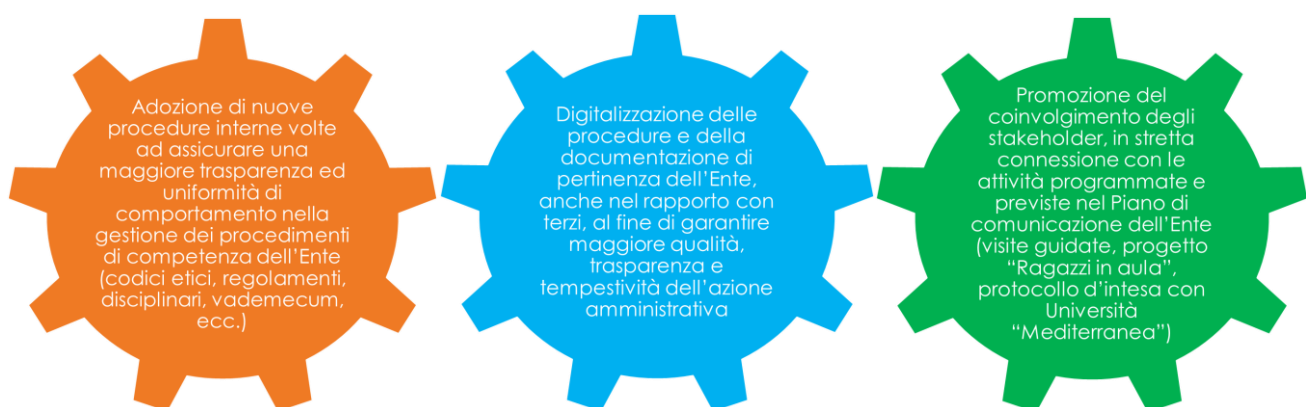 Adozione di nuove
procedure interne volte
ad assicurare una
maggiore trasparenza ed
uniformità di
comportamento nella
gestione dei procedimenti
di competenza dell’Ente
(codici etici, regolamenti,
disciplinari, vademecum,
ecc.)
Digitalizzazione delle
procedure e della
documentazione di
pertinenza dell’Ente,
anche nel rapporto con
terzi, al fine di garantire
maggiore qualità,
trasparenza e
tempestività dell’azione
amministrativa
Promozione del
coinvolgimento degli
stakeholder, in stretta
connessione con le
attività programmate e
previste nel Piano di
comunicazione dell’Ente
(visite guidate, progetto
“Ragazzi in aula”,
protocollo d’intesa con
Università
“Mediterranea”)